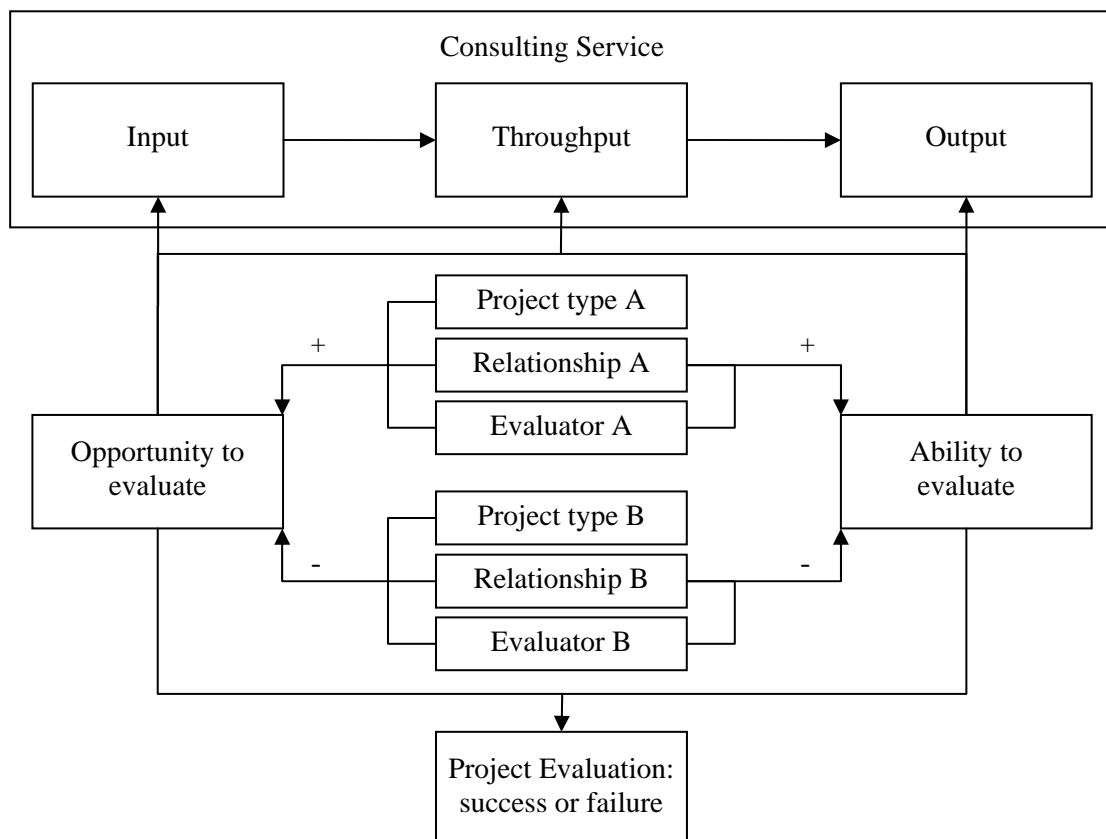 Consulting Service
Input
Throughput
Output
Project type A
+
Relationship A
+
Evaluator A
Opportunity to
evaluate
Ability to
evaluate
Project type B
-
Relationship B
-
Evaluator B
Project Evaluation:
success or failure